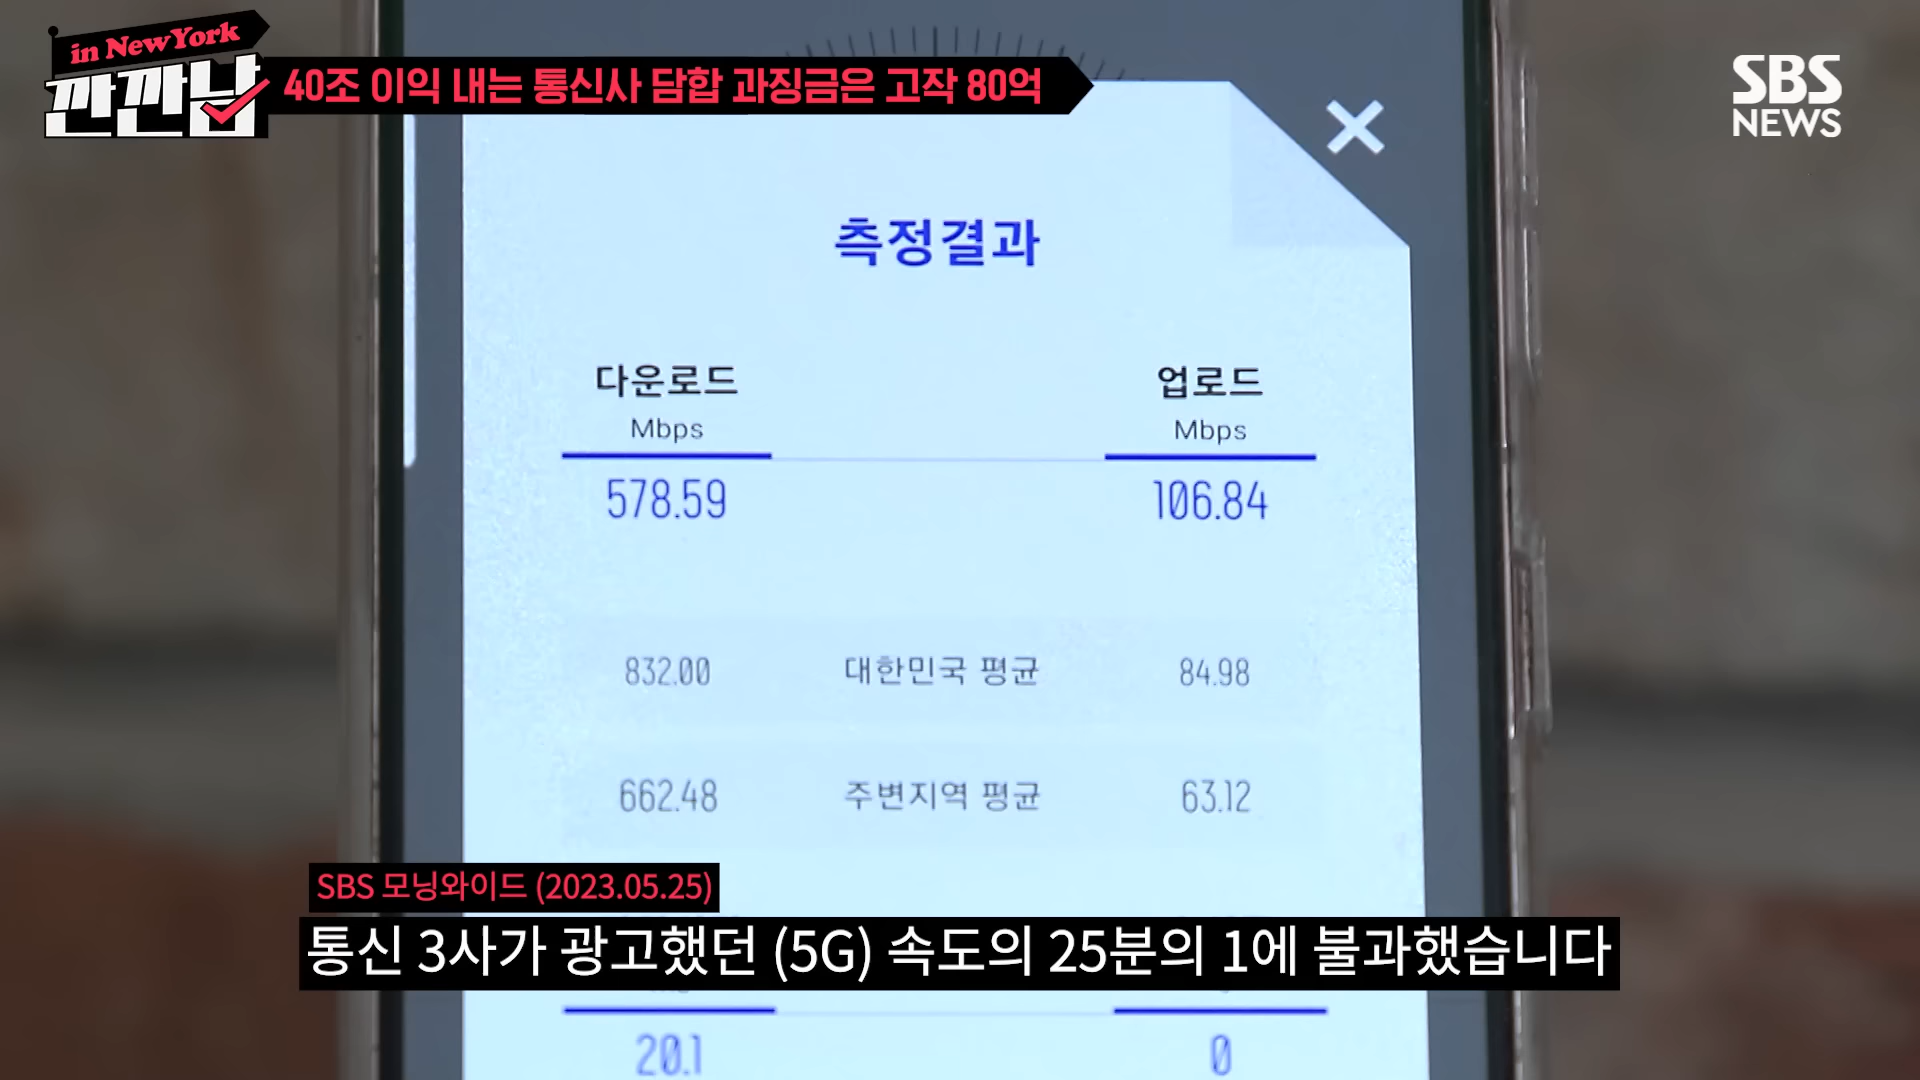 in NewYork
깐깐남
40조 이익 내는 통신사 담합 과징금은 고작 80억
SBS
NEWS
측정결과
다운로드 업로드
Mbps Mbps
578.59 106.84
832.00 대한민국 평균 84.98
662.48 주변지역 평균 63.12
SBS 모닝와이드 (2023.05.25)
통신 3사가 광고했던 (5G) 속도의 25분의 1에 불과했습니다
20.1 0